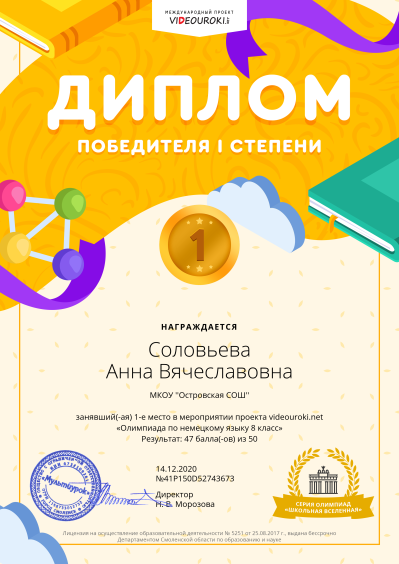 МЕЖДУНАРОДНЫЙ ПРОЕКТ
VIDEOUROKI.net
ДИПЛОМ
ПОБЕДИТЕЛЯ I СТЕПЕНИ
1
НАГРАЖДАЕТСЯ
Соловьева
Анна Вячеславовна
МКОУ "Островская СОШ"
занявший(-ая) 1-е место в мероприятии проекта videouroki.net
«Олимпиада по немецкому языку 8 класс»
Результат: 47 балла(-ов) из 50
14.12.2020
№41P150D52743673
Директор
Н. В. Морозова
«Мультиурок»
СЕРИЯ ОЛИМПИАД
«ШКОЛЬНАЯ ВСЕЛЕННАЯ»
Лицензия на осуществление образовательной деятельности № 5251 от 25.08.2017 г., выдана бессрочно
Департаментом Смоленской области по образованию и науке